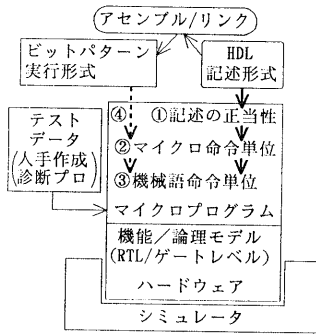 アセンブル/リンク
ビットパターン
実行形式
HDL
記述形式
テスト
データ
(人手作成
診断プロ)
④ ①記述の正当性
②マイクロ命令単位
③機械語命令単位
マイクロプログラム
機能/論理モデル
(RTL/ゲートレベル)
ハードウェア
シミュレータ